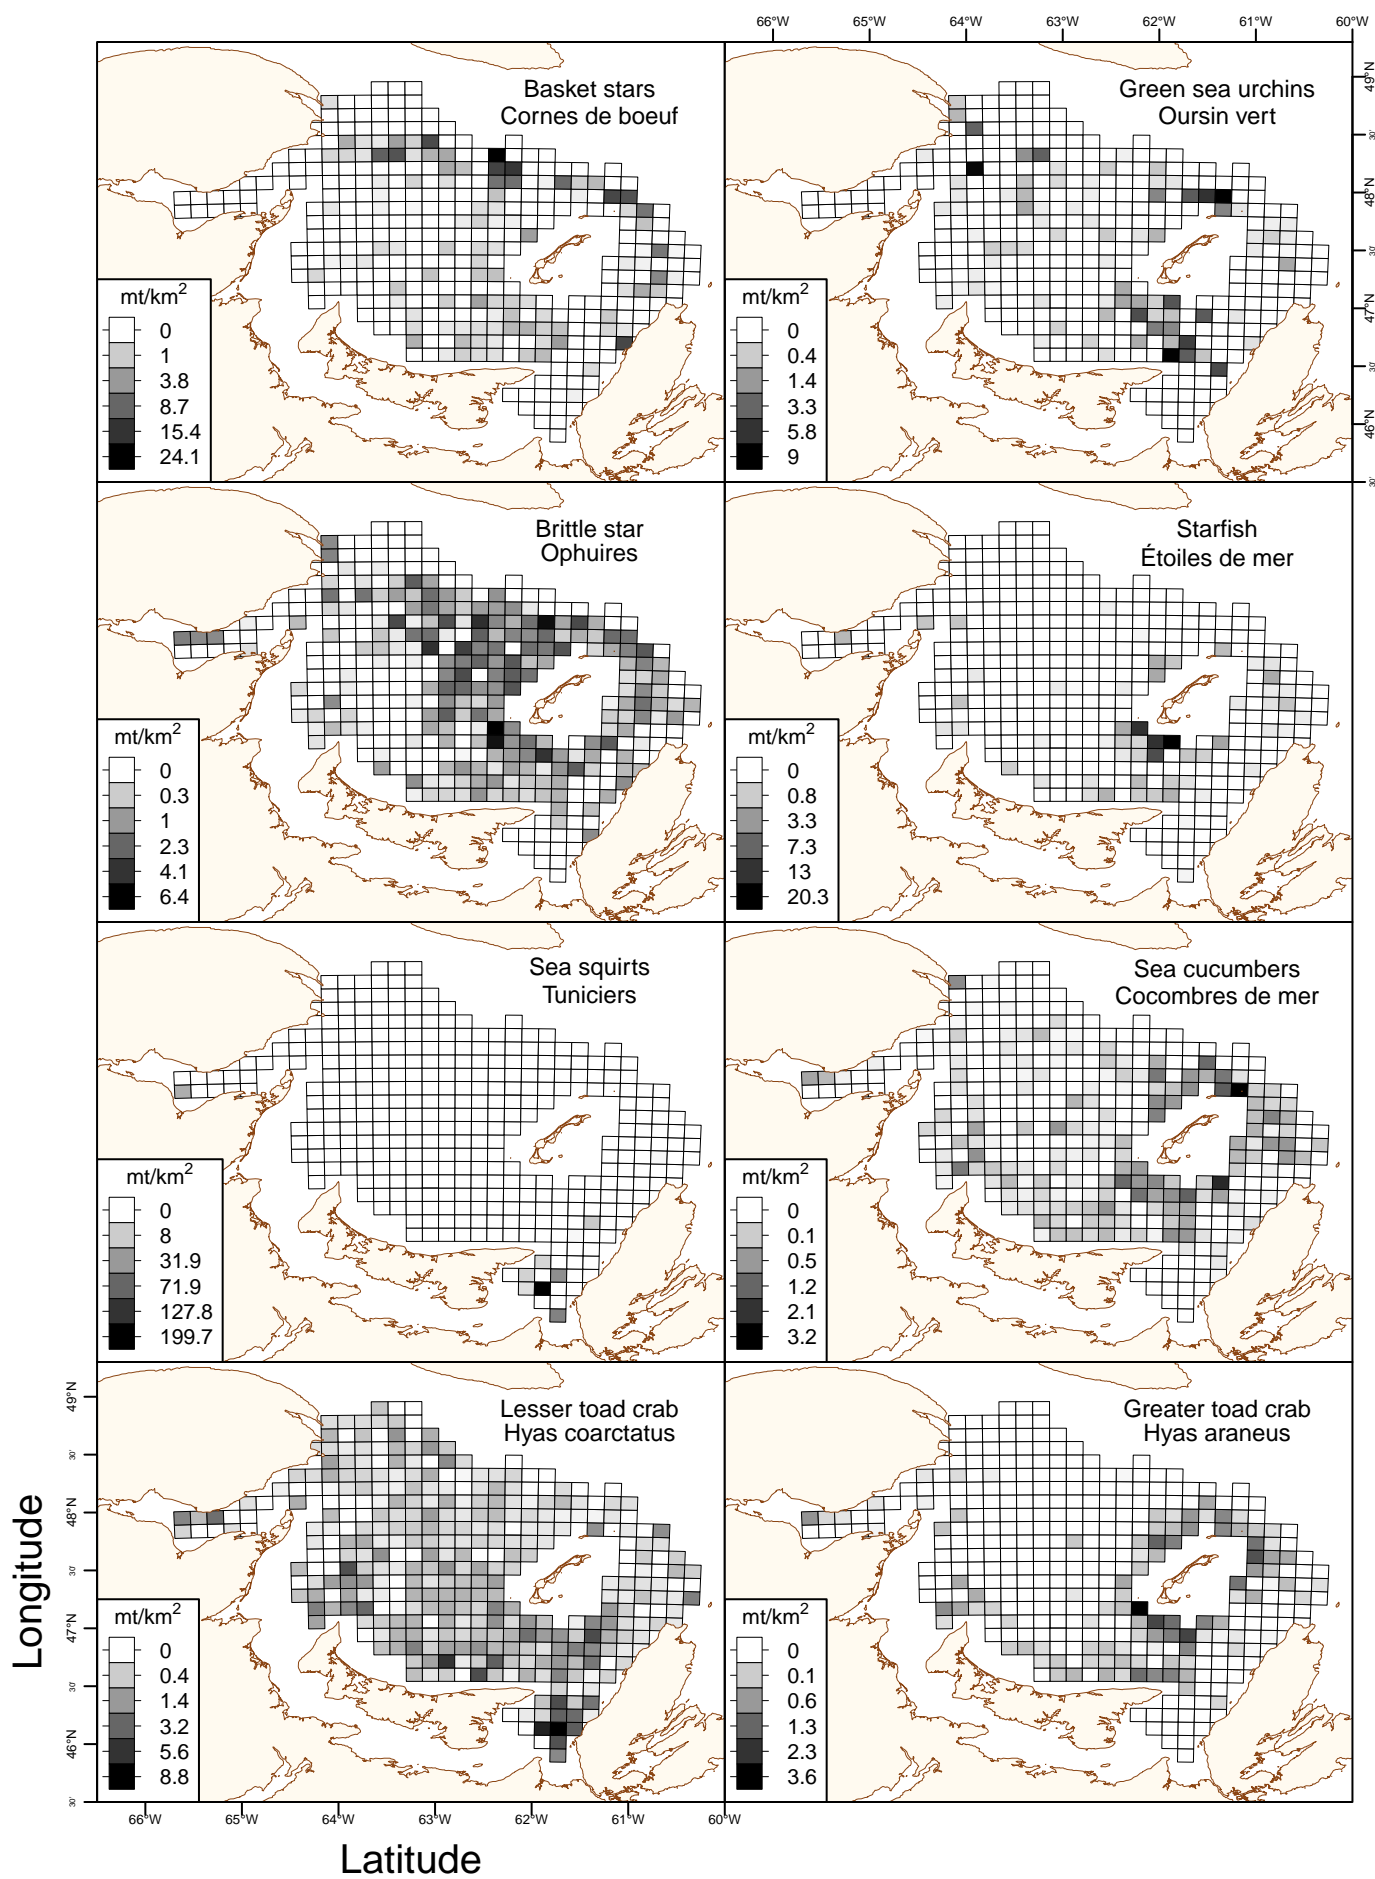 66°W 65°W 64°W 63°W 62°W 61°W 60°W
Basket stars
Cornes de boeuf
mt/km²
0
1
3.8
8.7
15.4
24.1
Green sea urchins
Oursin vert
mt/km²
0
0.4
1.4
3.3
5.8
9
49°N
30'
48°N
30'
47°N
30'
46°N
30'
Brittle star
Ophuires
mt/km²
0
0.3
1
2.3
4.1
6.4
Starfish
Étoiles de mer
mt/km²
0
0.8
3.3
7.3
13
20.3
Sea squirts
Tuniciers
mt/km²
0
8
31.9
71.9
127.8
199.7
Sea cucumbers
Cocombres de mer
mt/km²
0
0.1
0.5
1.2
2.1
3.2
Lesser toad crab
Hyas coarctatus
mt/km²
0
0.4
1.4
3.2
5.6
8.8
Greater toad crab
Hyas araneus
mt/km²
0
0.1
0.6
1.3
2.3
3.6
49°N
30'
48°N
30'
47°N
30'
46°N
30'
Longitude
66°W 65°W 64°W 63°W 62°W 61°W 60°W
Latitude